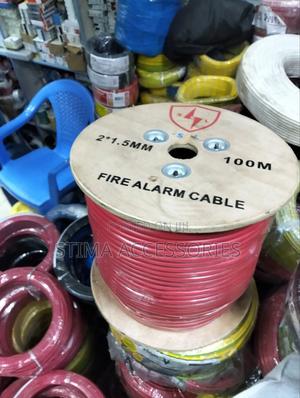 2*1.5MM
100M
FIRE ALARM CABLE
STIMA ACCESSORIES